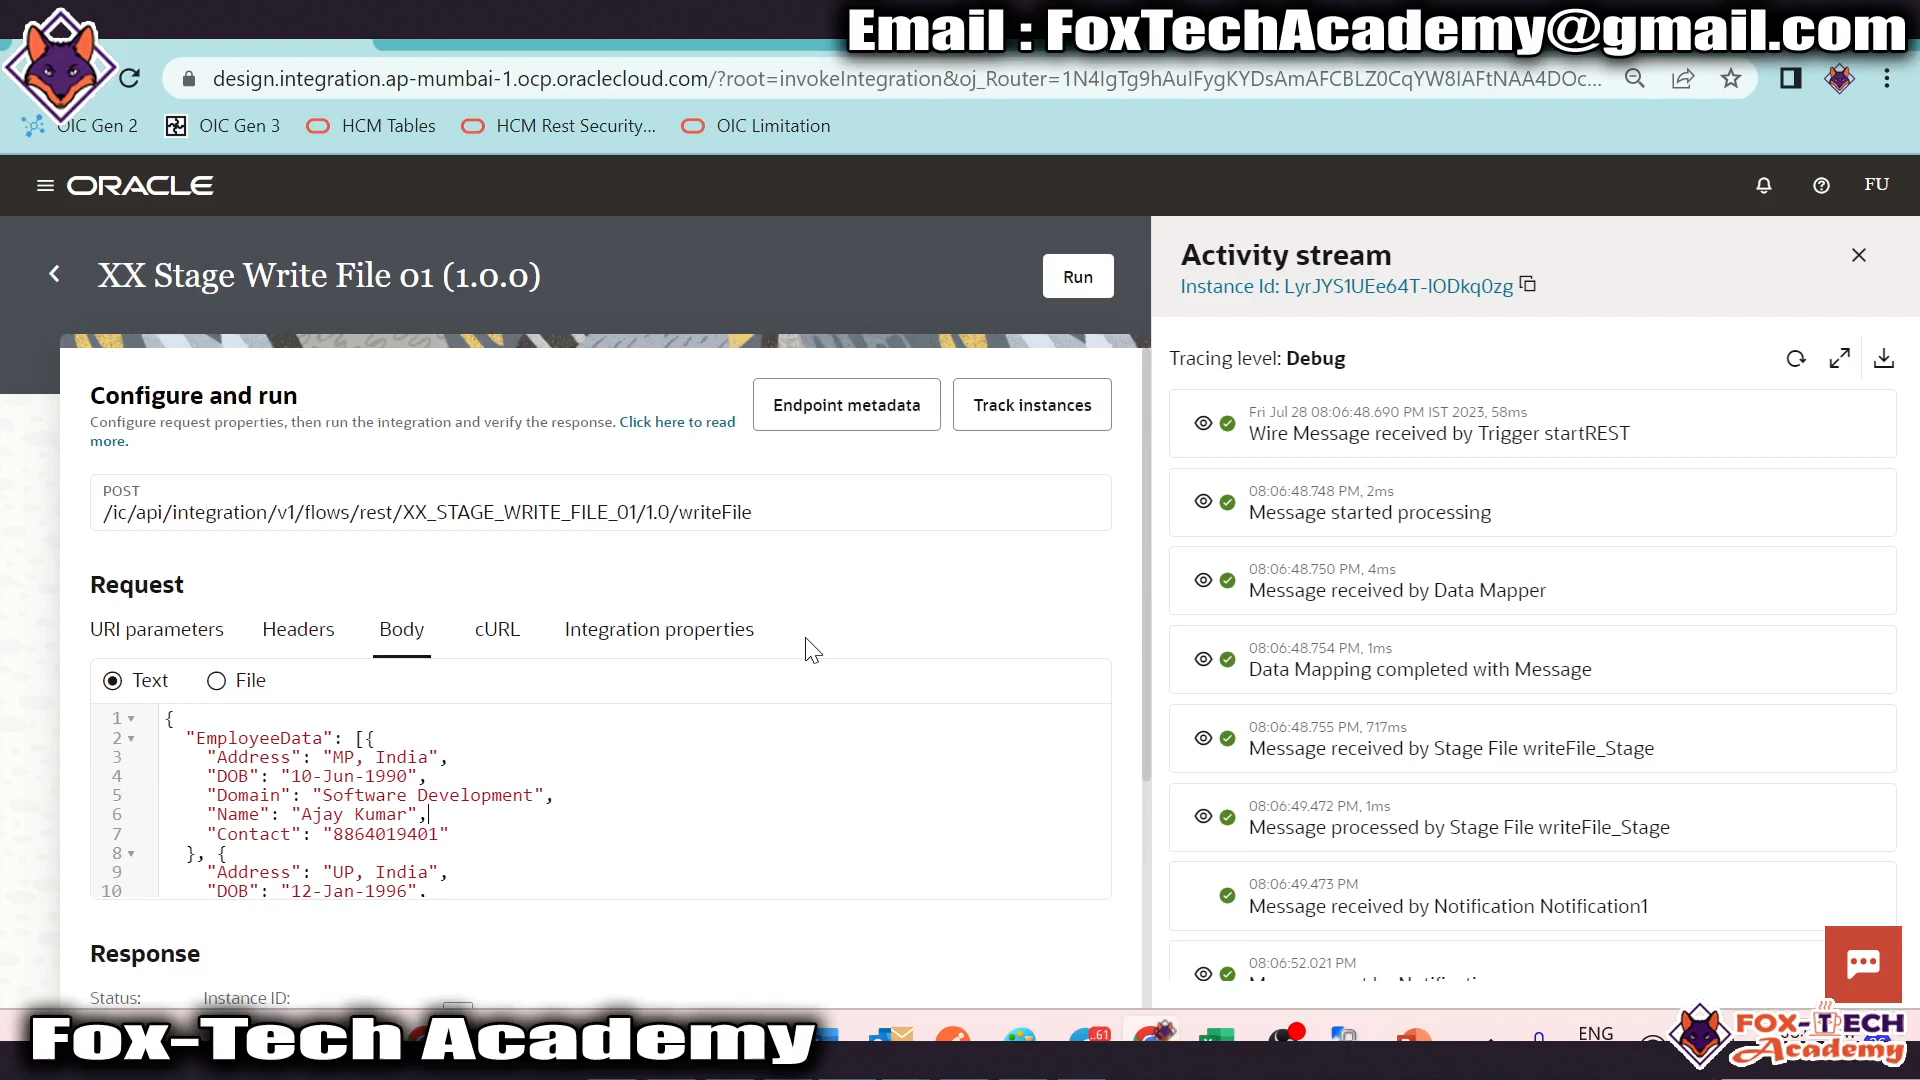 Email : FoxTechAcademy@gmail.com
design.integration.ap-mumbai-1.ocp.oraclecloud.com/?root=invokeIntegration&oj_Router=1N4IgTg9hAuIFygKYDsAmAFCBLZ0CqYW8IAFtNAA4DOc...
OIC Gen 2
OIC Gen 3
HCM Tables
HCM Rest Security...
OIC Limitation
ORACLE
FU
XX Stage Write File 01 (1.0.0)
Run
Configure and run
Configure request properties, then run the integration and verify the response. Click here to read
more.
Endpoint metadata
Track instances
POST
/ic/api/integration/v1/flows/rest/XX_STAGE_WRITE_FILE_01/1.0/writeFile
Request
URI parameters
Headers
Body
cURL
Integration properties
Text
File
1 {
2 "EmployeeData": [{
3 "Address": "MP, India",
4 "DOB": "10-Jun-1990",
5 "Domain": "Software Development",
6 "Name": "Ajay Kumar",
7 "Contact": "8864019401"
8 }, {
9 "Address": "UP, India",
10 "DOB": "12-Jan-1996",
Response
Status:
Instance ID:
Activity stream
Instance Id: LyrJYS1UEe64T-IODkq0zg
Tracing level: Debug
Fri Jul 28 08:06:48.690 PM IST 2023, 58ms
Wire Message received by Trigger startREST
08:06:48.748 PM, 2ms
Message started processing
08:06:48.750 PM, 4ms
Message received by Data Mapper
08:06:48.754 PM, 1ms
Data Mapping completed with Message
08:06:48.755 PM, 717ms
Message received by Stage File writeFile_Stage
08:06:49.472 PM, 1ms
Message processed by Stage File writeFile_Stage
08:06:49.473 PM
Message received by Notification Notification1
08:06:52.021 PM
Fox-Tech Academy
61
ENG
FOX-TECH
Academy